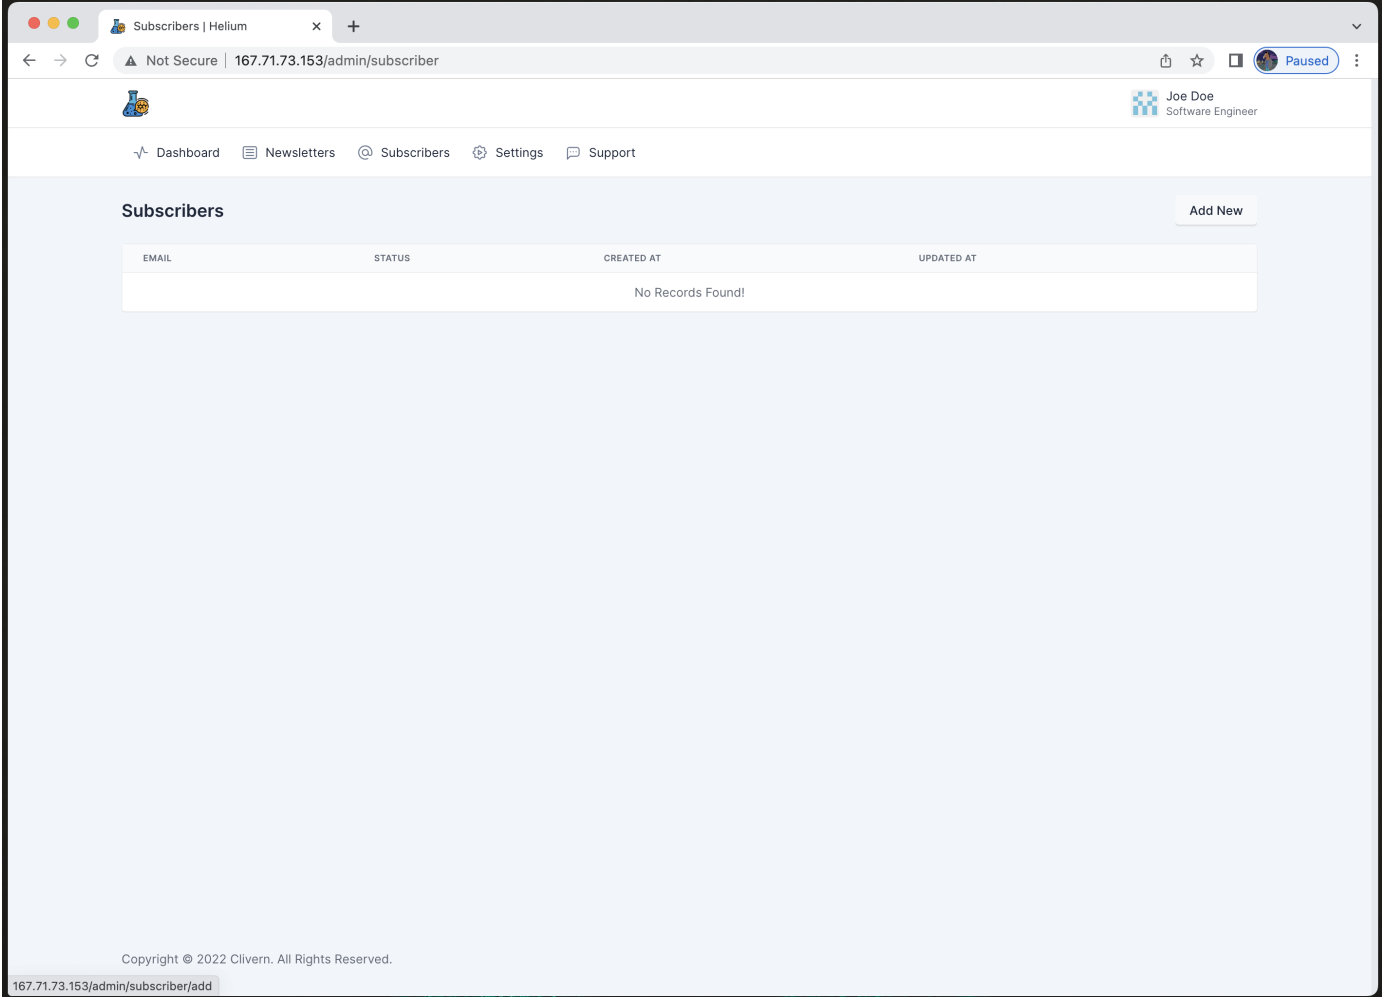 Subscribers | Helium
Not Secure | 167.71.73.153/admin/subscriber
Paused
Joe Doe
Software Engineer
Dashboard Newsletters Subscribers Settings Support
Subscribers
Add New
EMAIL STATUS CREATED AT UPDATED AT
No Records Found!
Copyright © 2022 Clivern. All Rights Reserved.
167.71.73.153/admin/subscriber/add